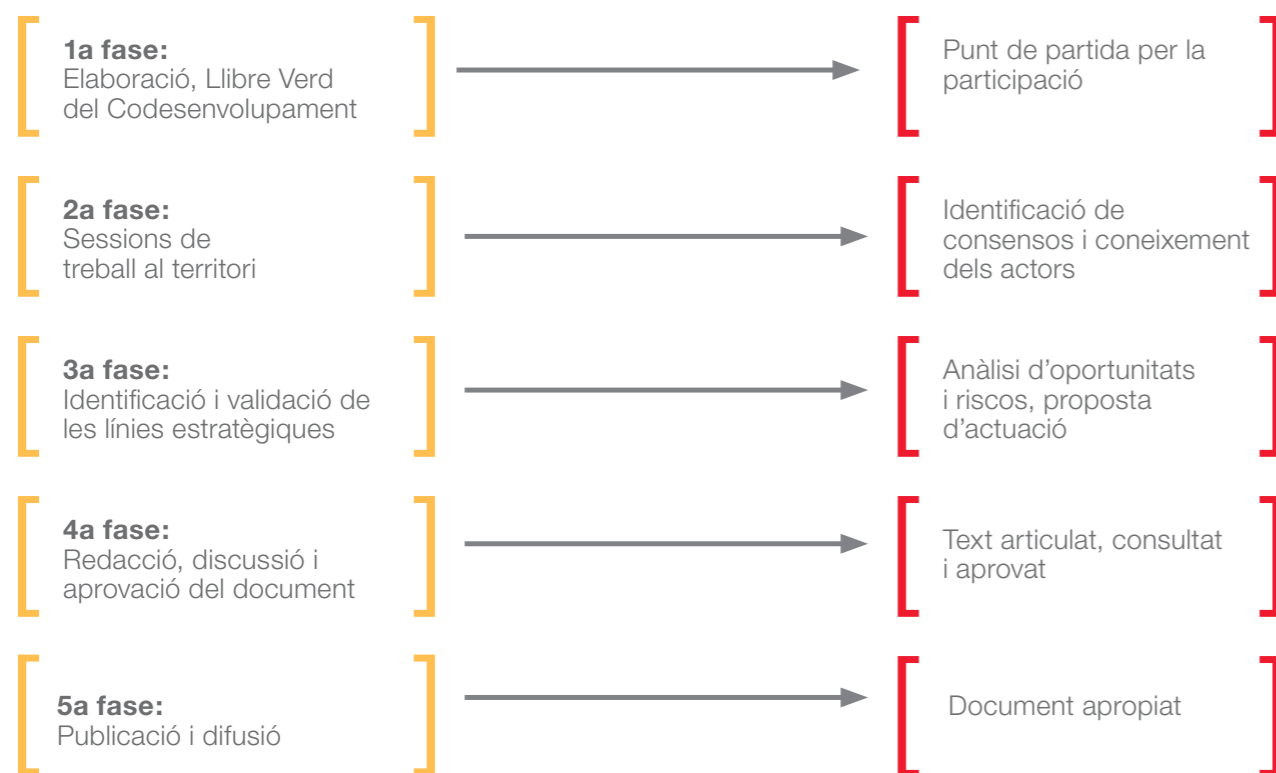 1a fase:
Elaboració, Llibre Verd
del Codesenvolupament
Punt de partida per la
participació
2a fase:
Sessions de
treball al territori
Identificació de
consensos i coneixement
dels actors
3a fase:
Identificació i validació de
les línies estratègiques
Anàlisi d’oportunitats
i riscos, proposta
d’actuació
4a fase:
Redacció, discussió i
aprovació del document
Text articulat, consultat
i aprovat
5a fase:
Publicació i difusió
Document apropiat